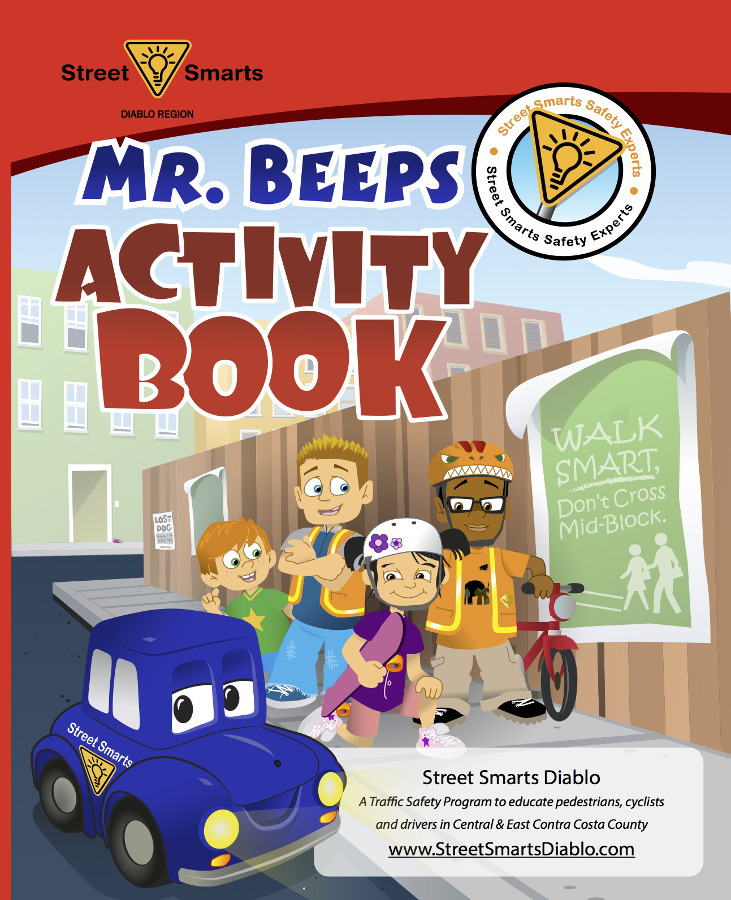 Street Smarts
DIABLO REGION
Street Smarts Safety Experts
Street Smarts Safety Experts
MR. BEEPS
ACTIVITY
BOOK
WALK
SMART,
Don't Cross
Mid-Block.
LOST
DOG
Street Smarts
Street Smarts Diablo
A Traffic Safety Program to educate pedestrians, cyclists
and drivers in Central & East Contra Costa County
www.StreetSmartsDiablo.com